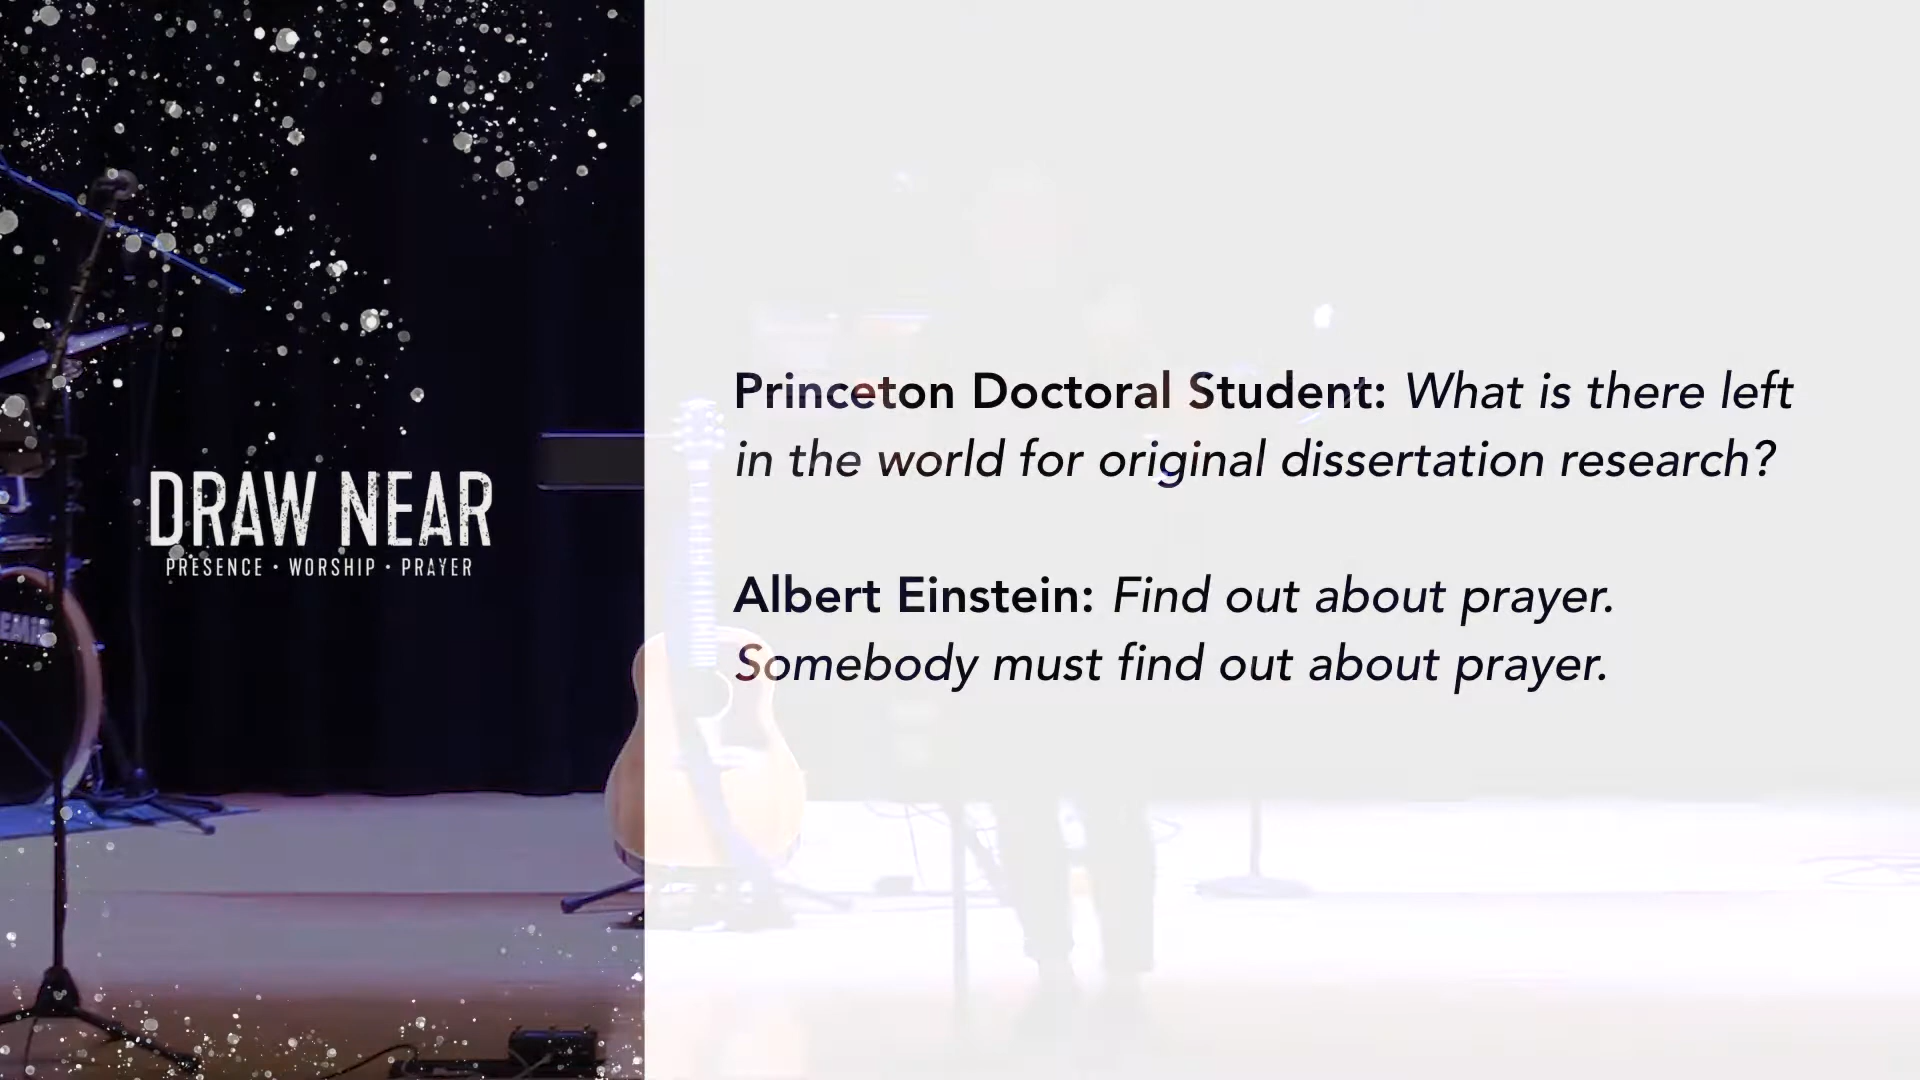 DRAW NEAR
PRESENCE • WORSHIP • PRAYER
Princeton Doctoral Student: What is there left
in the world for original dissertation research?
Albert Einstein: Find out about prayer.
Somebody must find out about prayer.